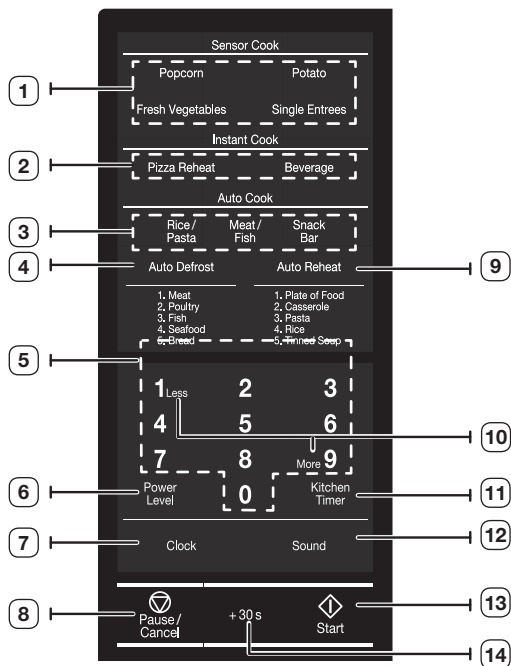 Sensor Cook
Popcorn Potato
1
Fresh Vegetables Single Entrees
Instant Cook
2 Pizza Reheat Beverage
Auto Cook
3 Rice/ Meat/ Snack
Pasta Fish Bar
4 Auto Defrost Auto Reheat 9
1. Meat 1. Plate of Food
2. Poultry 2. Casserole
3. Fish 3. Pasta
4. Seafood 4. Rice
5. Bread 5. Tinned Soup
5
1 Less 2 3
4 5 6
10
7 8 More 9
6 Power Kitchen 11
Level 0 Timer
7 Clock Sound 12
8 Pause/ +30 s Start 13
Cancel
14